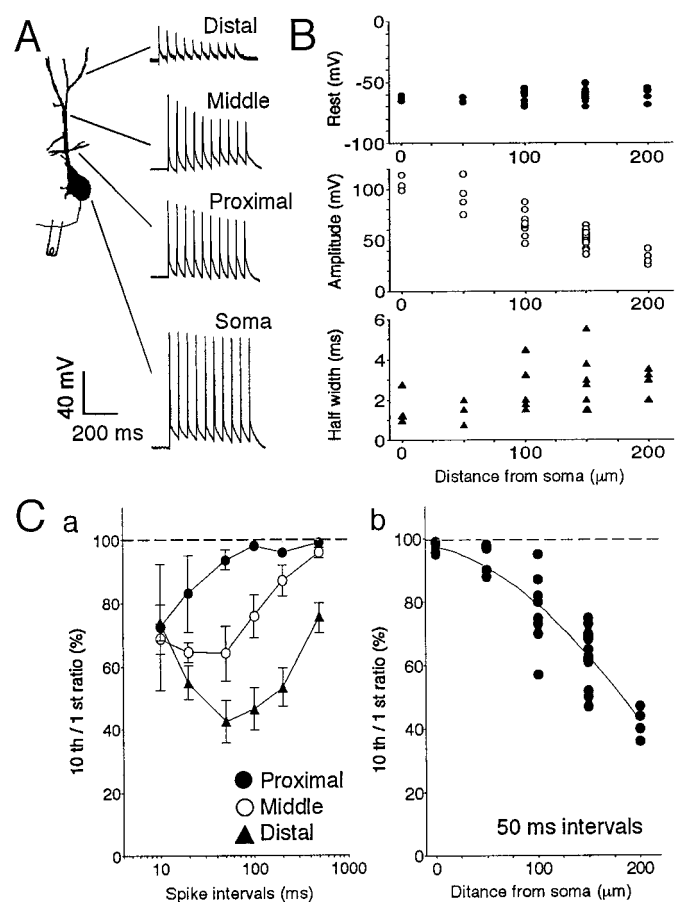 A
Distal
Middle
Proximal
Soma
40 mV
200 ms
B
Rest (mV)
0
-50
-100
0
100
200
Amplitude (mV)
100
50
0
0
100
200
Half width (ms)
6
4
2
0
0
100
200
Distance from soma (μm)
C
a
10 th / 1 st ratio (%)
100
80
60
40
20
0
Proximal
Middle
Distal
10
100
1000
Spike intervals (ms)
b
10 th / 1 st ratio (%)
100
80
60
40
20
0
50 ms intervals
0
50
100
150
200
Ditance from soma (μm)